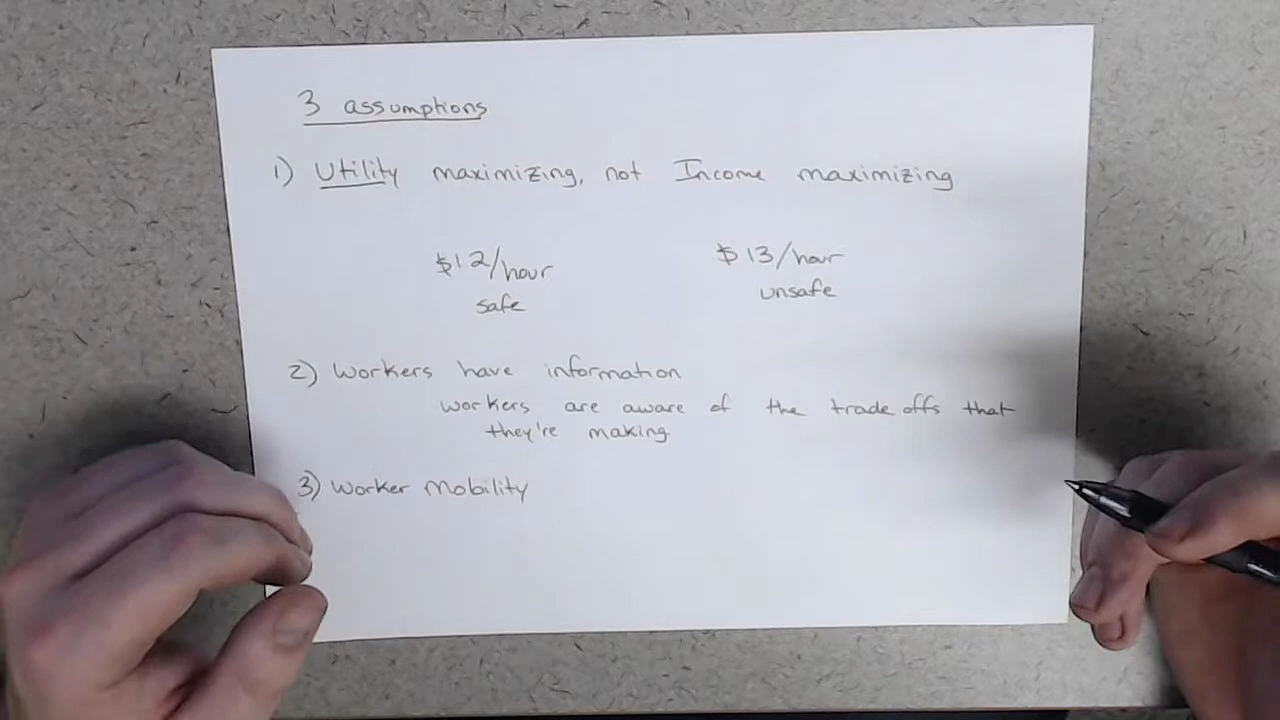 3 assumptions
1) Utility maximizing, not Income maximizing
$12/hour $13/hour
safe unsafe
2) Workers have information
workers are aware of the trade offs that
they're making.
3) Worker Mobility